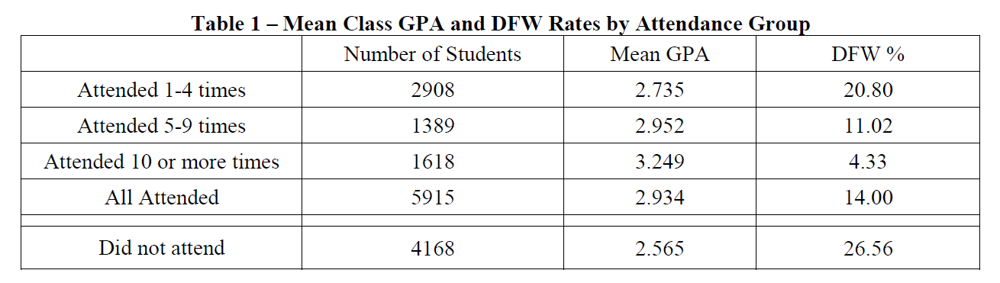 Table 1 – Mean Class GPA and DFW Rates by Attendance Group
Number of Students Mean GPA DFW %
Attended 1-4 times 2908 2.735 20.80
Attended 5-9 times 1389 2.952 11.02
Attended 10 or more times 1618 3.249 4.33
All Attended 5915 2.934 14.00
Did not attend 4168 2.565 26.56